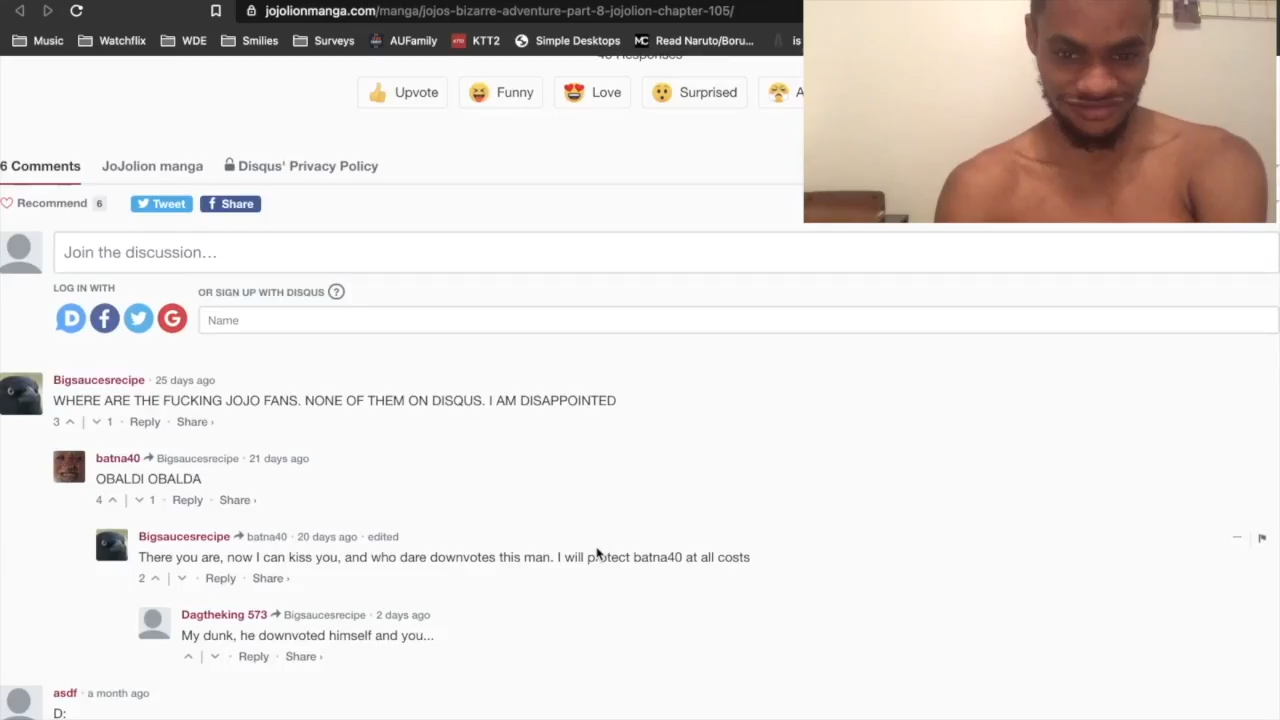 jojolionmanga.com/manga/jojos-bizarre-adventure-part-8-jojolion-chapter-105/
Music Watchflix WDE Smilies Surveys AUFamily KTT2 Simple Desktops Read Naruto/Boru... is
Responses
Upvote Funny Love Surprised A
6 Comments JoJolion manga Disqus' Privacy Policy
Recommend 6 Tweet Share
Join the discussion...
LOG IN WITH OR SIGN UP WITH DISQUS ?
D f G Name
Bigsaucesrecipe · 25 days ago
WHERE ARE THE FUCKING JOJO FANS. NONE OF THEM ON DISQUS. I AM DISAPPOINTED
3 | 1 · Reply · Share ›
batna40 Bigsaucesrecipe · 21 days ago
OBALDI OBALDA
4 | 1 · Reply · Share ›
Bigsaucesrecipe batna40 · 20 days ago · edited
There you are, now I can kiss you, and who dare downvotes this man. I will protect batna40 at all costs
2 | · Reply · Share ›
Dagtheking 573 Bigsaucesrecipe · 2 days ago
My dunk, he downvoted himself and you...
| · Reply · Share ›
asdf · a month ago
D: